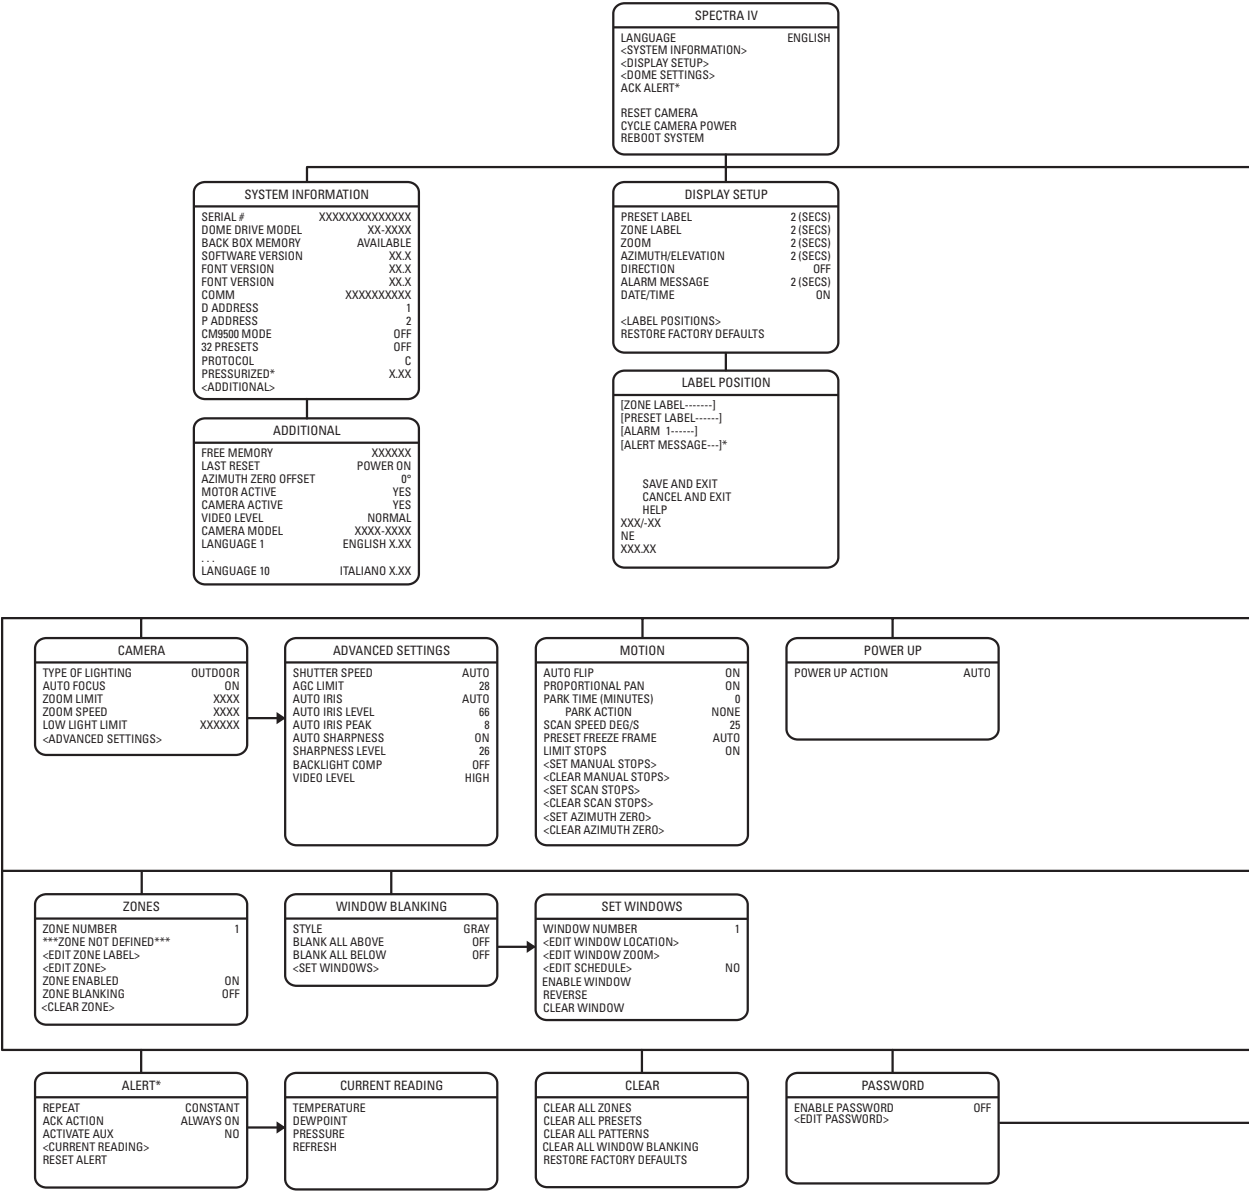 SPECTRA IV
LANGUAGE ENGLISH
<SYSTEM INFORMATION>
<DISPLAY SETUP>
<DOME SETTINGS>
ACK ALERT*
RESET CAMERA
CYCLE CAMERA POWER
REBOOT SYSTEM
SYSTEM INFORMATION
SERIAL # XXXXXXXXXXXXXX
DOME DRIVE MODEL XX-XXXX
BACK BOX MEMORY AVAILABLE
SOFTWARE VERSION XX.X
FONT VERSION XX.X
FONT VERSION XX.X
COMM XXXXXXXXXX
D ADDRESS 1
P ADDRESS 2
CM9500 MODE OFF
32 PRESETS OFF
PROTOCOL C
PRESSURIZED* X.XX
<ADDITIONAL>
DISPLAY SETUP
PRESET LABEL 2 (SECS)
ZONE LABEL 2 (SECS)
ZOOM 2 (SECS)
AZIMUTH/ELEVATION 2 (SECS)
DIRECTION OFF
ALARM MESSAGE 2 (SECS)
DATE/TIME ON
<LABEL POSITIONS>
RESTORE FACTORY DEFAULTS
LABEL POSITION
[ZONE LABEL-------]
[PRESET LABEL------]
[ALARM 1------]
[ALERT MESSAGE---]*
SAVE AND EXIT
CANCEL AND EXIT
HELP
XXX/-XX
NE
XXX.XX
ADDITIONAL
FREE MEMORY XXXXXX
LAST RESET POWER ON
AZIMUTH ZERO OFFSET 0°
MOTOR ACTIVE YES
CAMERA ACTIVE YES
VIDEO LEVEL NORMAL
CAMERA MODEL XXXX-XXXX
LANGUAGE 1 ENGLISH X.XX
. . .
LANGUAGE 10 ITALIANO X.XX
CAMERA
TYPE OF LIGHTING OUTDOOR
AUTO FOCUS ON
ZOOM LIMIT XXXX
ZOOM SPEED XXXX
LOW LIGHT LIMIT XXXXXX
<ADVANCED SETTINGS>
ADVANCED SETTINGS
SHUTTER SPEED AUTO
AGC LIMIT 28
AUTO IRIS AUTO
AUTO IRIS LEVEL 66
AUTO IRIS PEAK 8
AUTO SHARPNESS ON
SHARPNESS LEVEL 26
BACKLIGHT COMP OFF
VIDEO LEVEL HIGH
MOTION
AUTO FLIP ON
PROPORTIONAL PAN ON
PARK TIME (MINUTES) 0
PARK ACTION NONE
SCAN SPEED DEG/S 25
PRESET FREEZE FRAME AUTO
LIMIT STOPS ON
<SET MANUAL STOPS>
<CLEAR MANUAL STOPS>
<SET SCAN STOPS>
<CLEAR SCAN STOPS>
<SET AZIMUTH ZERO>
<CLEAR AZIMUTH ZERO>
POWER UP
POWER UP ACTION AUTO
ZONES
ZONE NUMBER 1
***ZONE NOT DEFINED***
<EDIT ZONE LABEL>
<EDIT ZONE>
ZONE ENABLED ON
ZONE BLANKING OFF
<CLEAR ZONE>
WINDOW BLANKING
STYLE GRAY
BLANK ALL ABOVE OFF
BLANK ALL BELOW OFF
<SET WINDOWS>
SET WINDOWS
WINDOW NUMBER 1
<EDIT WINDOW LOCATION>
<EDIT WINDOW ZOOM>
<EDIT SCHEDULE> NO
ENABLE WINDOW
REVERSE
CLEAR WINDOW
ALERT*
REPEAT CONSTANT
ACK ACTION ALWAYS ON
ACTIVATE AUX NO
<CURRENT READING>
RESET ALERT
CURRENT READING
TEMPERATURE
DEWPOINT
PRESSURE
REFRESH
CLEAR
CLEAR ALL ZONES
CLEAR ALL PRESETS
CLEAR ALL PATTERNS
CLEAR ALL WINDOW BLANKING
RESTORE FACTORY DEFAULTS
PASSWORD
ENABLE PASSWORD OFF
<EDIT PASSWORD>